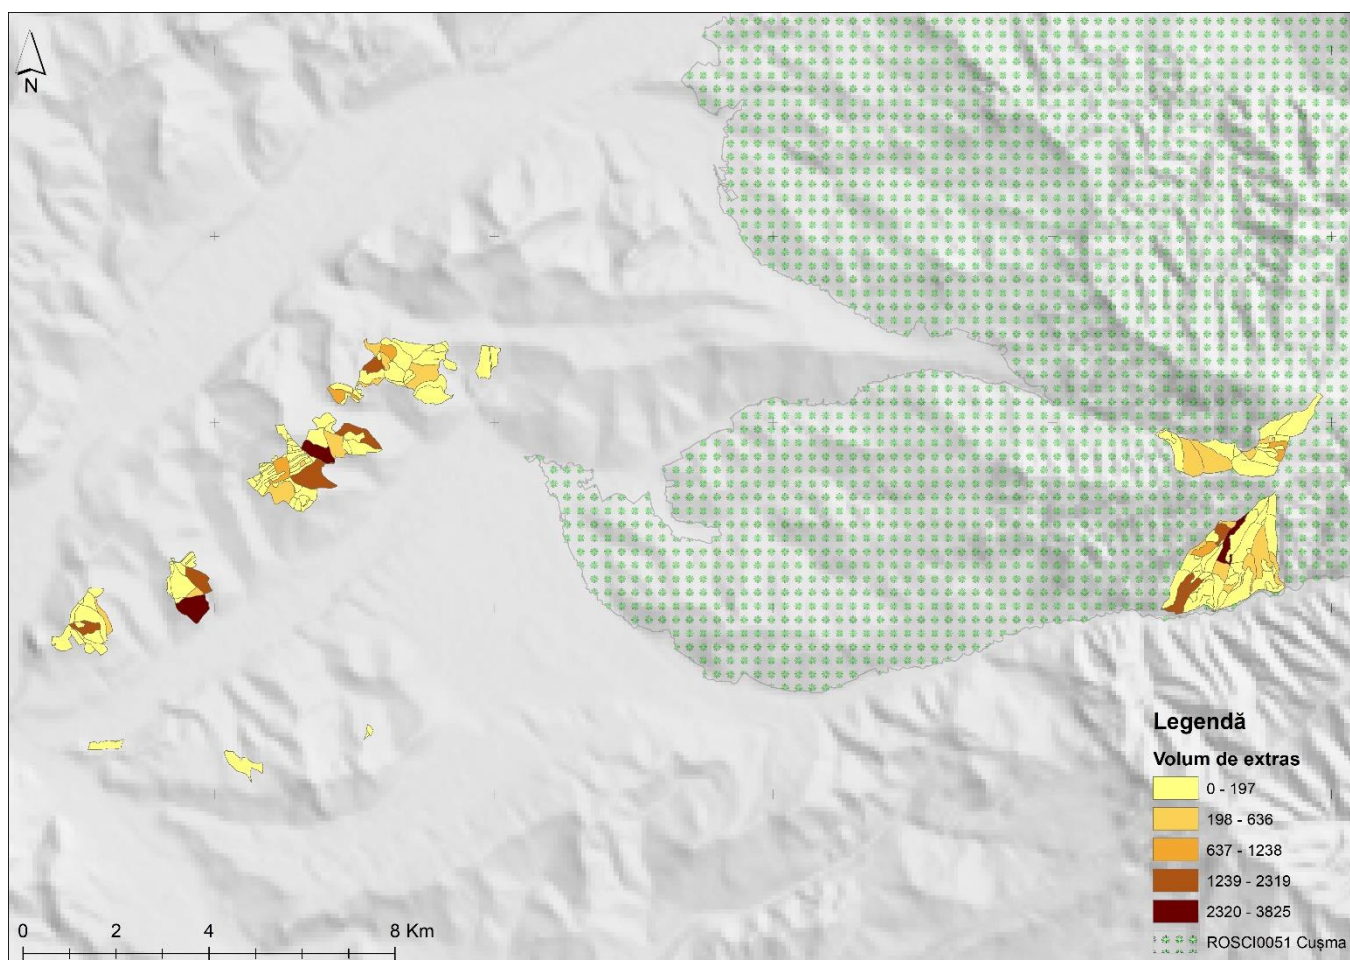 N
Legendă
Volum de extras
0 - 197
198 - 636
637 - 1238
1239 - 2319
2320 - 3825
ROSCI0051 Cușma
0 2 4 8 Km